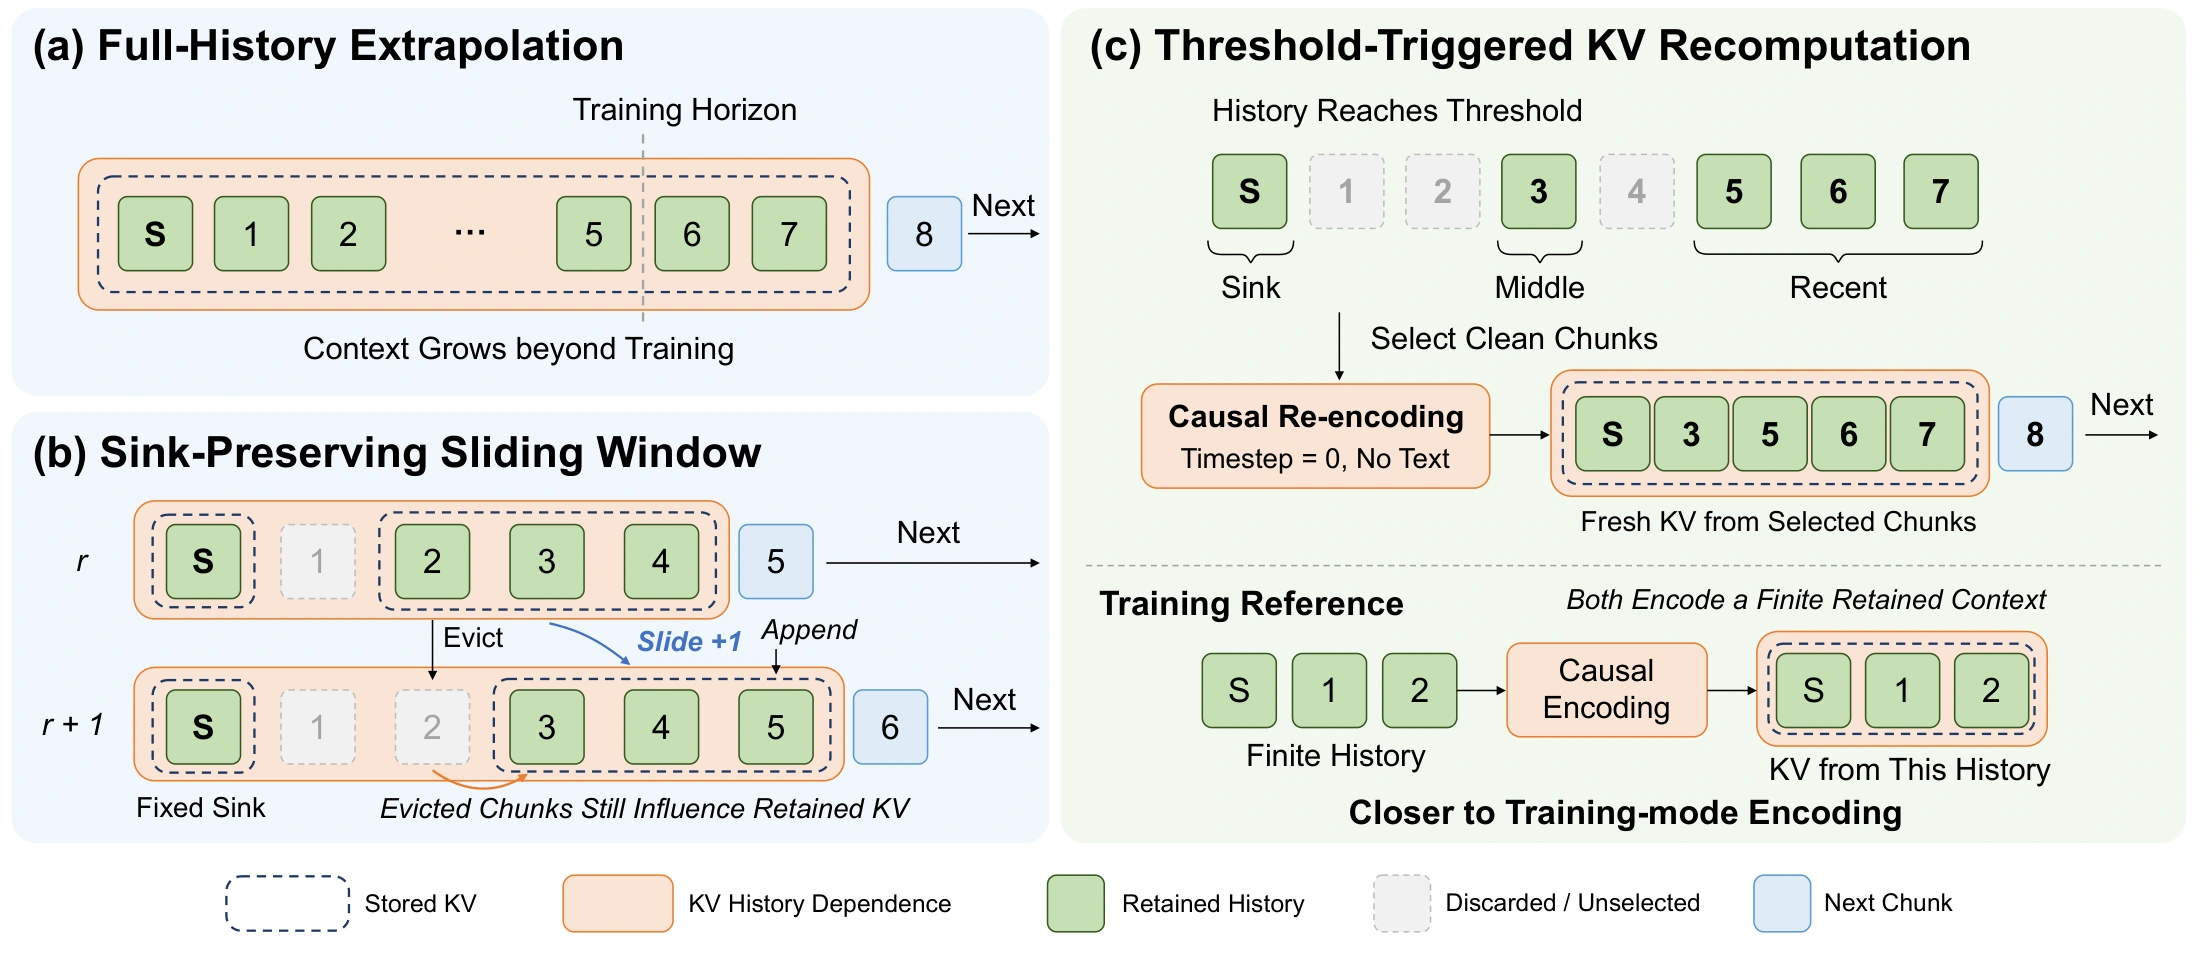 (a) Full-History Extrapolation
Training Horizon
S 1 2 ... 5 6 7 8 Next
Context Grows beyond Training
(b) Sink-Preserving Sliding Window
r S 1 2 3 4 5 Next
Evict Slide +1 Append
r + 1 S 1 2 3 4 5 6 Next
Fixed Sink Evicted Chunks Still Influence Retained KV
(c) Threshold-Triggered KV Recomputation
History Reaches Threshold
S 1 2 3 4 5 6 7
Sink Middle Recent
Select Clean Chunks
Causal Re-encoding
Timestep = 0, No Text
S 3 5 6 7 8 Next
Fresh KV from Selected Chunks
Training Reference
Both Encode a Finite Retained Context
S 1 2
Causal
Encoding
S 1 2
Finite History
KV from This History
Closer to Training-mode Encoding
Stored KV
KV History Dependence
Retained History
Discarded / Unselected
Next Chunk